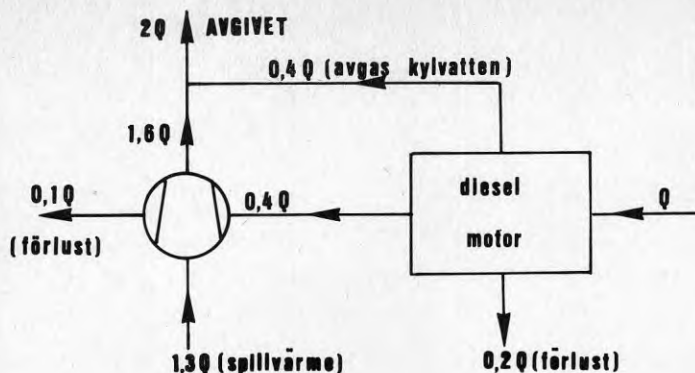 2Q AVGIVET
0,4Q (avgas kylvatten)
1,6Q
0,1Q
(förlust)
0,4Q
diesel
motor
Q
1,3Q (spillvärme)
0,2Q (förlust)